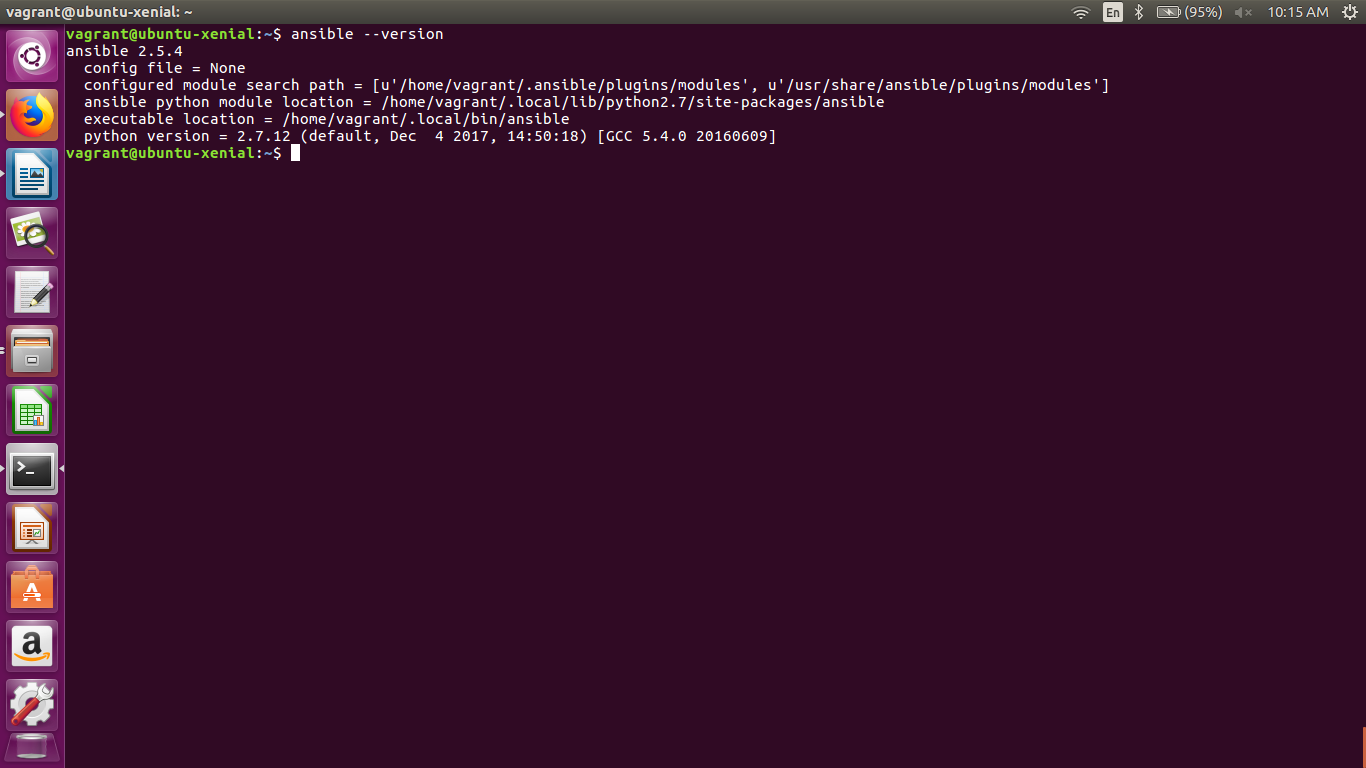 vagrant@ubuntu-xenial: ~
En
(95%)
10:15 AM
vagrant@ubuntu-xenial:~$ ansible --version
ansible 2.5.4
  config file = None
  configured module search path = [u'/home/vagrant/.ansible/plugins/modules', u'/usr/share/ansible/plugins/modules']
  ansible python module location = /home/vagrant/.local/lib/python2.7/site-packages/ansible
  executable location = /home/vagrant/.local/bin/ansible
  python version = 2.7.12 (default, Dec  4 2017, 14:50:18) [GCC 5.4.0 20160609]
vagrant@ubuntu-xenial:~$
>_
A
a